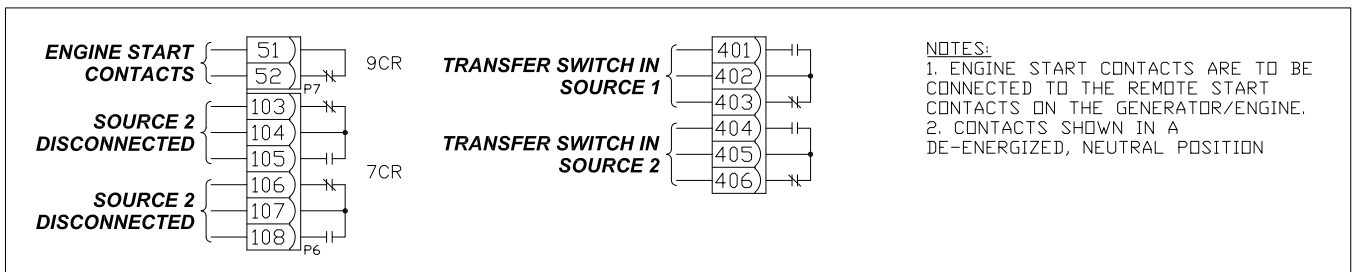 ENGINE START
CONTACTS
51
52
9CR
P7
SOURCE 2
DISCONNECTED
103
104
105
7CR
SOURCE 2
DISCONNECTED
106
107
108
P6
TRANSFER SWITCH IN
SOURCE 1
401
402
403
TRANSFER SWITCH IN
SOURCE 2
404
405
406
NOTES:
1. ENGINE START CONTACTS ARE TO BE
CONNECTED TO THE REMOTE START
CONTACTS ON THE GENERATOR/ENGINE.
2. CONTACTS SHOWN IN A
DE-ENERGIZED, NEUTRAL POSITION